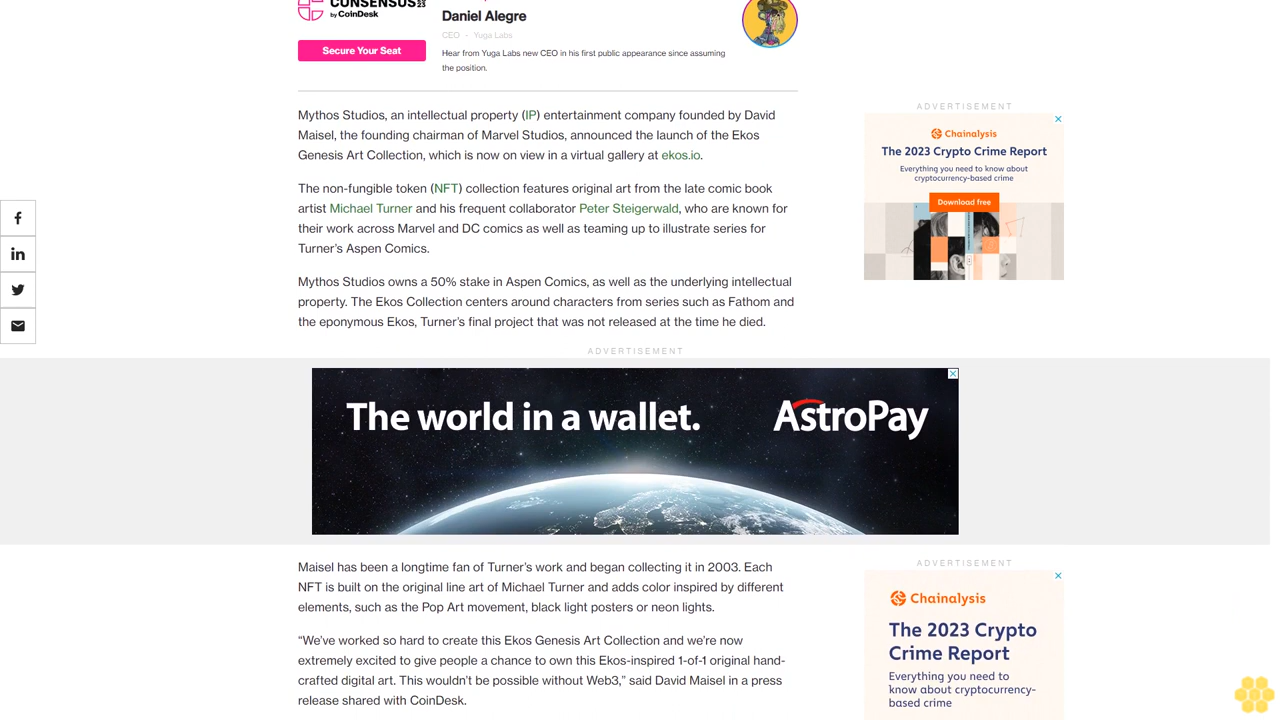 CONSENSUS 23
by CoinDesk
Secure Your Seat
Daniel Alegre
CEO - Yuga Labs
Hear from Yuga Labs new CEO in his first public appearance since assuming
the position.
Mythos Studios, an intellectual property (IP) entertainment company founded by David
Maisel, the founding chairman of Marvel Studios, announced the launch of the Ekos
Genesis Art Collection, which is now on view in a virtual gallery at ekos.io.
The non-fungible token (NFT) collection features original art from the late comic book
artist Michael Turner and his frequent collaborator Peter Steigerwald, who are known for
their work across Marvel and DC comics as well as teaming up to illustrate series for
Turner's Aspen Comics.
Mythos Studios owns a 50% stake in Aspen Comics, as well as the underlying intellectual
property. The Ekos Collection centers around characters from series such as Fathom and
the eponymous Ekos, Turner's final project that was not released at the time he died.
ADVERTISEMENT
Chainalysis
The 2023 Crypto Crime Report
Everything you need to know about
cryptocurrency-based crime
Download free
ADVERTISEMENT
The world in a wallet.
AstroPay
Maisel has been a longtime fan of Turner's work and began collecting it in 2003. Each
NFT is built on the original line art of Michael Turner and adds color inspired by different
elements, such as the Pop Art movement, black light posters or neon lights.
“We've worked so hard to create this Ekos Genesis Art Collection and we're now
extremely excited to give people a chance to own this Ekos-inspired 1-of-1 original hand-
crafted digital art. This wouldn't be possible without Web3,” said David Maisel in a press
release shared with CoinDesk.
ADVERTISEMENT
Chainalysis
The 2023 Crypto
Crime Report
Everything you need to
know about cryptocurrency-
based crime